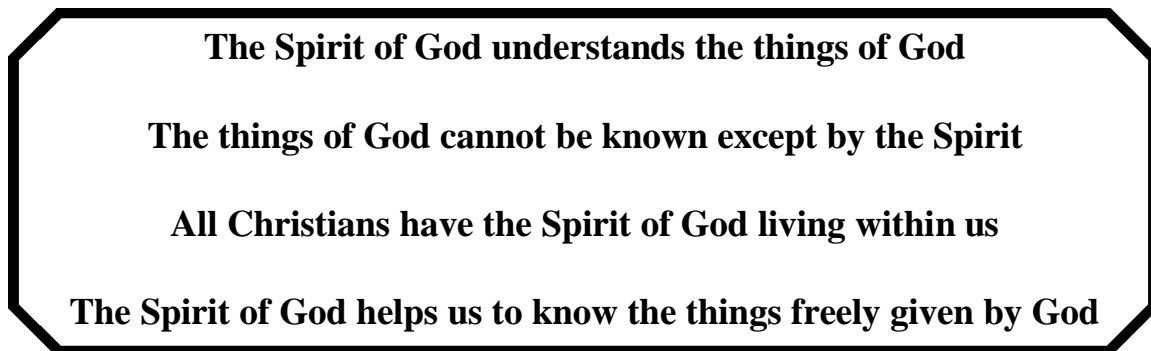 The Spirit of God understands the things of God
The things of God cannot be known except by the Spirit
All Christians have the Spirit of God living within us
The Spirit of God helps us to know the things freely given by God